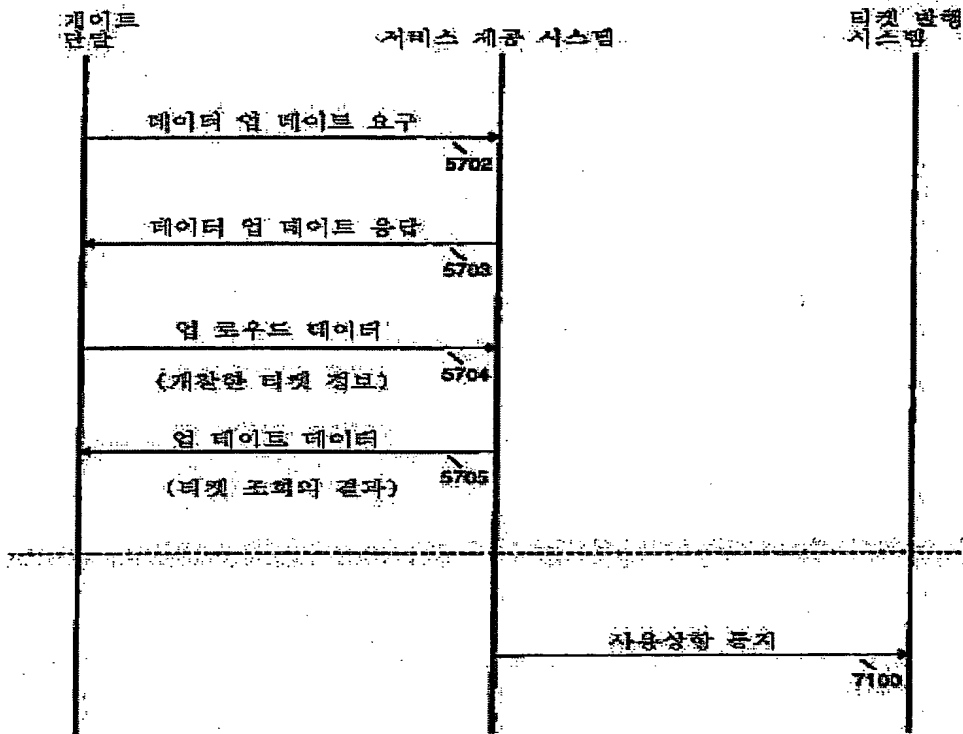 게이트
단말
서비스 제공 시스템
티켓 발행
시스템
데이터 업 데이트 요구
5702
데이터 업 데이트 응답
5703
업 로우드 데이터
5704
(개찰한 티켓 정보)
업 데이트 데이터
5705
(티켓 조회의 결과)
사용상황 통지
7100